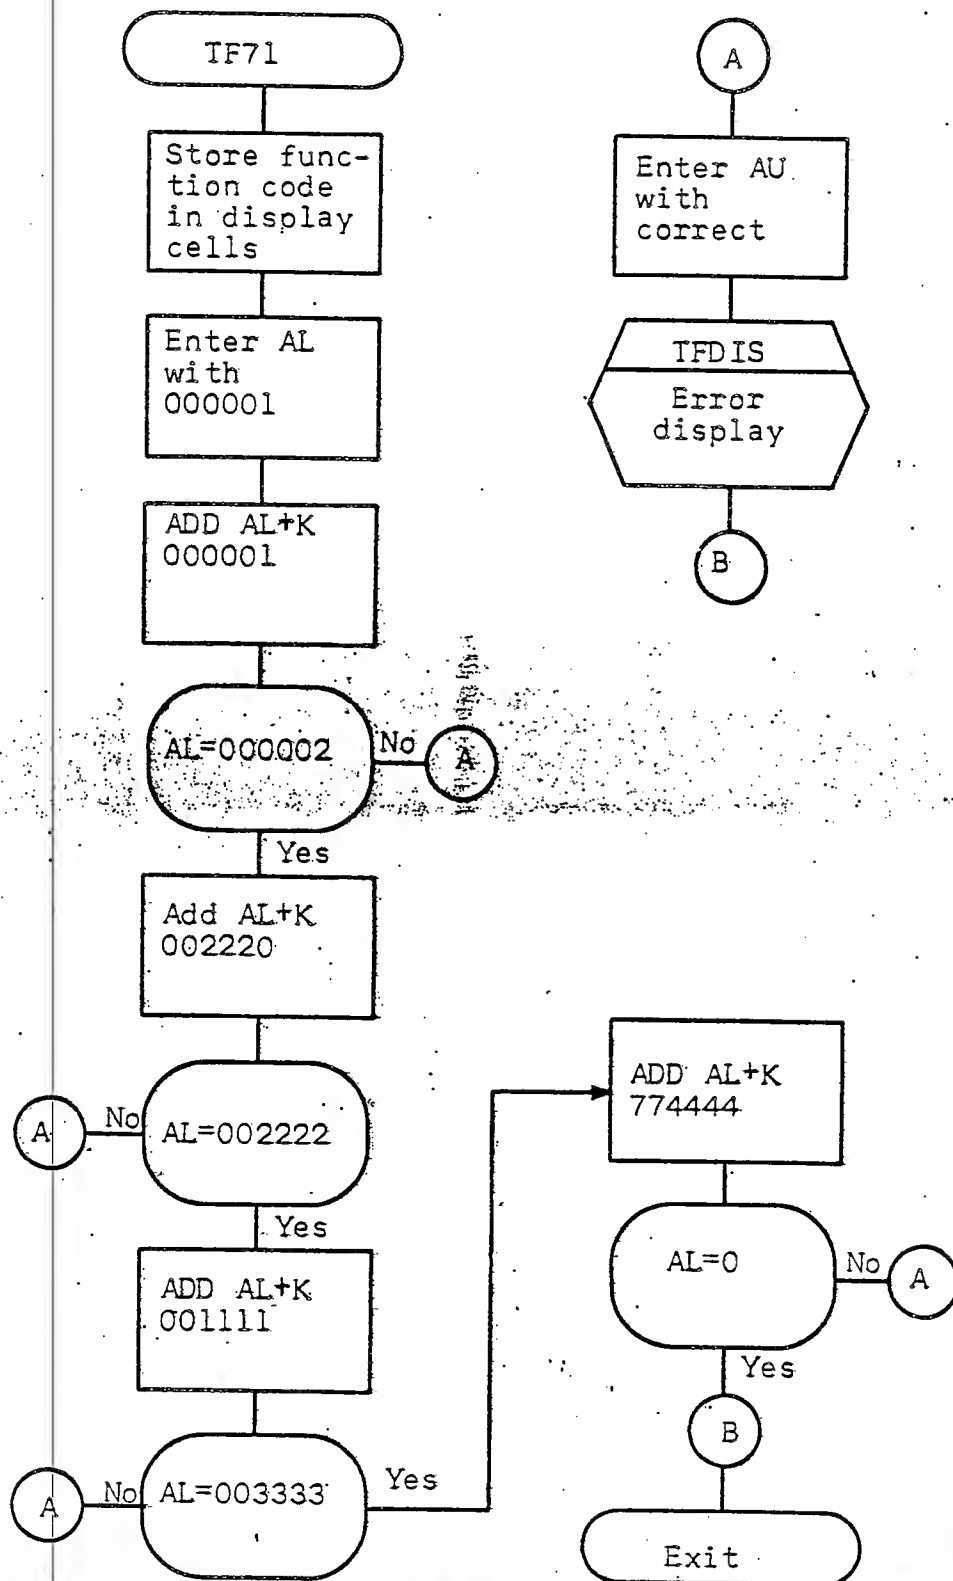 TF71
Store func-
tion code
in display
cells
Enter AL
with
000001
ADD AL+K
000001
AL=000002
No
A
Yes
Add AL+K
002220
AL=002222
No
A
Yes
ADD AL+K
001111
AL=003333
No
A
Yes
ADD AL+K
774444
AL=0
No
A
Yes
B
Exit
A
Enter AU
with
correct
TFDIS
Error
display
B